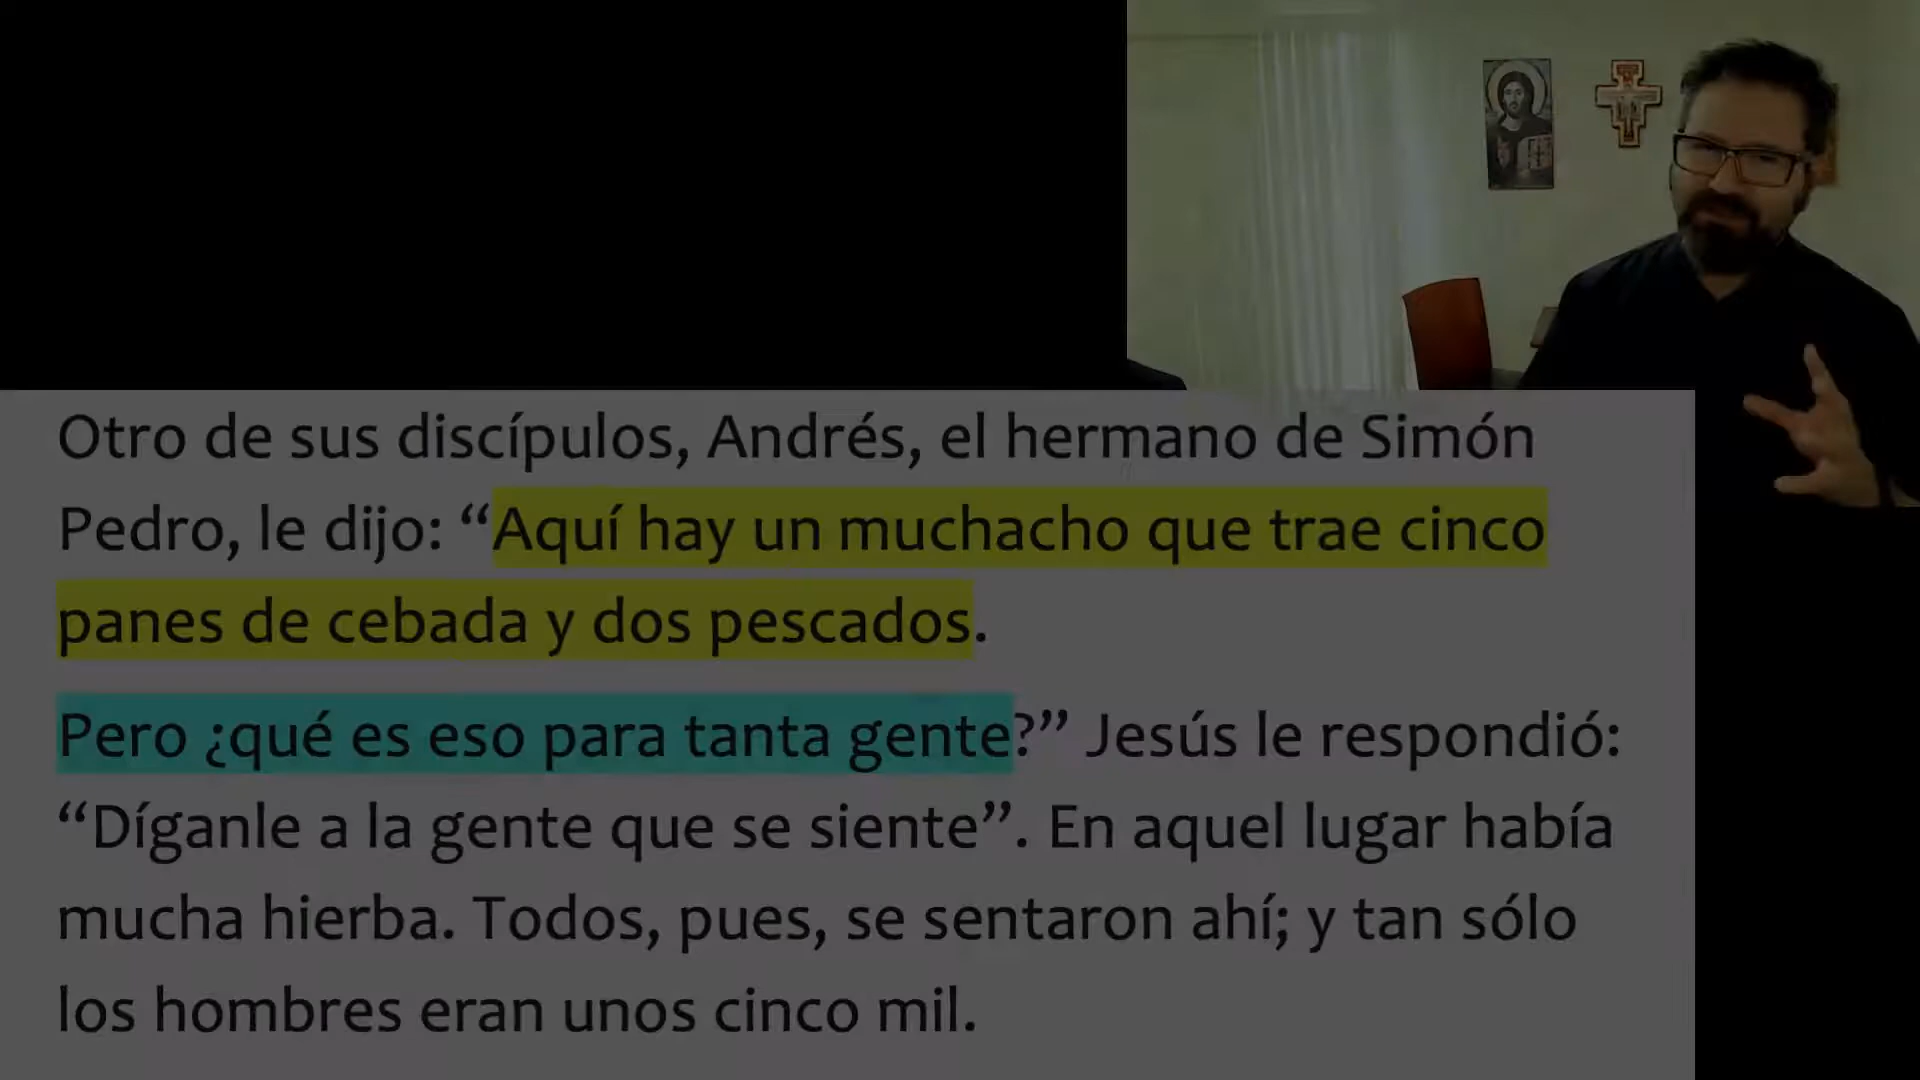 Otro de sus discípulos, Andrés, el hermano de Simón
Pedro, le dijo: “Aquí hay un muchacho que trae cinco
panes de cebada y dos pescados.
Pero ¿qué es eso para tanta gente?” Jesús le respondió:
“Díganle a la gente que se siente”. En aquel lugar había
mucha hierba. Todos, pues, se sentaron ahí; y tan sólo
los hombres eran unos cinco mil.